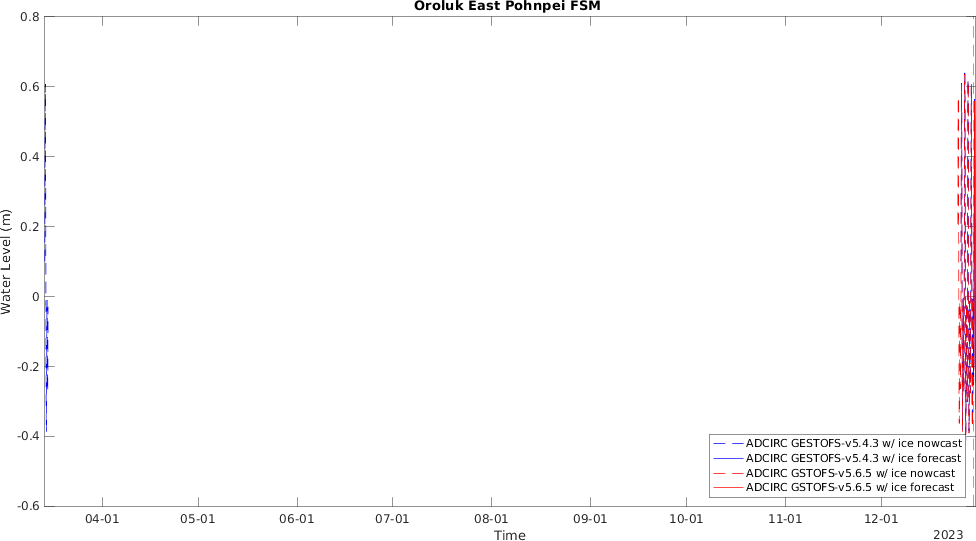 Oroluk East Pohnpei FSM
0.8
0.6
0.4
0.2
0
-0.2
-0.4
-0.6
Water Level (m)
ADCIRC GESTOFS-v5.4.3 w/ ice nowcast
ADCIRC GESTOFS-v5.4.3 w/ ice forecast
ADCIRC GSTOFS-v5.6.5 w/ ice nowcast
ADCIRC GSTOFS-v5.6.5 w/ ice forecast
04-01 05-01 06-01 07-01 08-01 09-01 10-01 11-01 12-01
Time
2023